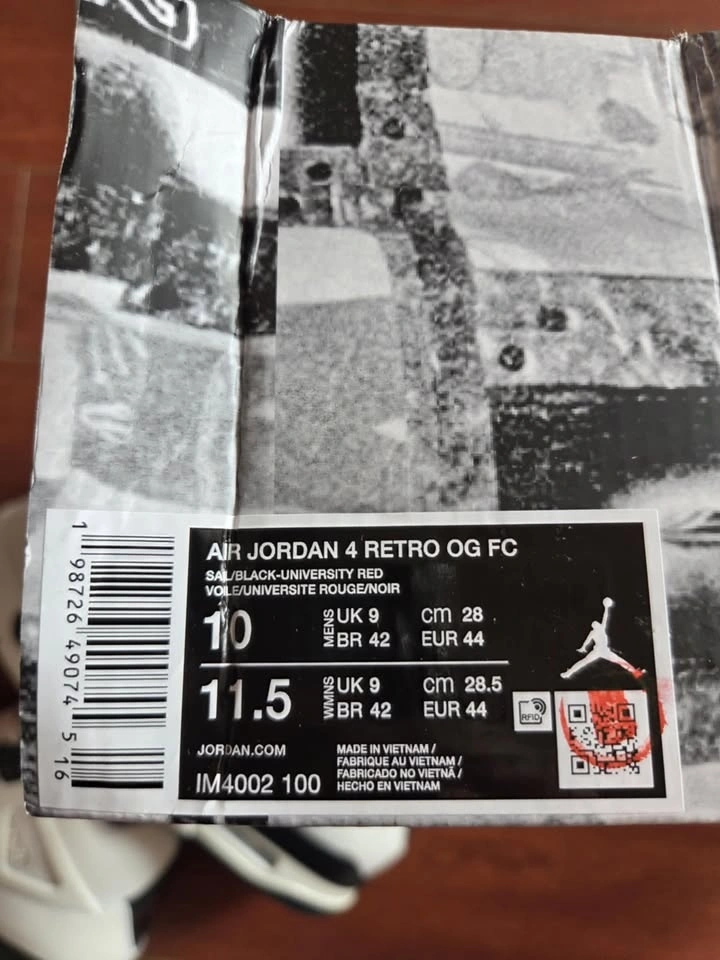 AIR JORDAN 4 RETRO OG FC
SAIL/BLACK-UNIVERSITY RED
VOILE/UNIVERSITE ROUGE/NOIR
10
MENS
UK 9
cm 28
BR 42
EUR 44
11.5
WMNS
UK 9
cm 28.5
BR 42
EUR 44
RFID
JORDAN.COM
IM4002 100
MADE IN VIETNAM /
FABRIQUE AU VIETNAM /
FABRICADO NO VIETNÃ /
HECHO EN VIETNAM
1 98726 49074 5 16